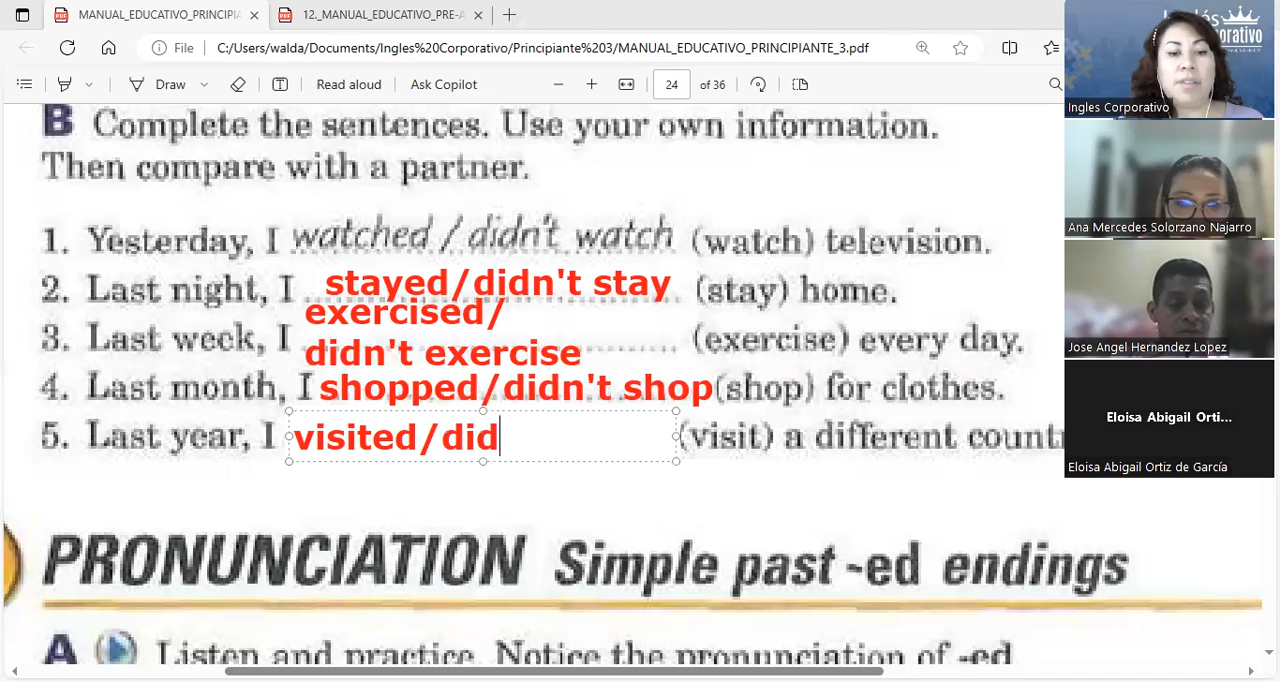 MANUAL_EDUCATIVO_PRINCIPIA
12._MANUAL_EDUCATIVO_PRE-A
File C:/Users/walda/Documents/Ingles%20Corporativo/Principiante%203/MANUAL_EDUCATIVO_PRINCIPIANTE_3.pdf
Draw Read aloud Ask Copilot 24 of 36
Ingles Corporativo
Ana Mercedes Solorzano Najarro
Jose Angel Hernandez Lopez
Eloisa Abigail Orti...
Eloisa Abigail Ortiz de García
B Complete the sentences. Use your own information.
Then compare with a partner.
1. Yesterday, I watched / didn't watch (watch) television.
2. Last night, I stayed/didn't stay (stay) home.
exercised/
3. Last week, I didn't exercise (exercise) every day.
4. Last month, I shopped/didn't shop (shop) for clothes.
5. Last year, I visited/did (visit) a different countr
PRONUNCIATION Simple past -ed endings
A Listen and practice. Notice the pronunciation of -ed